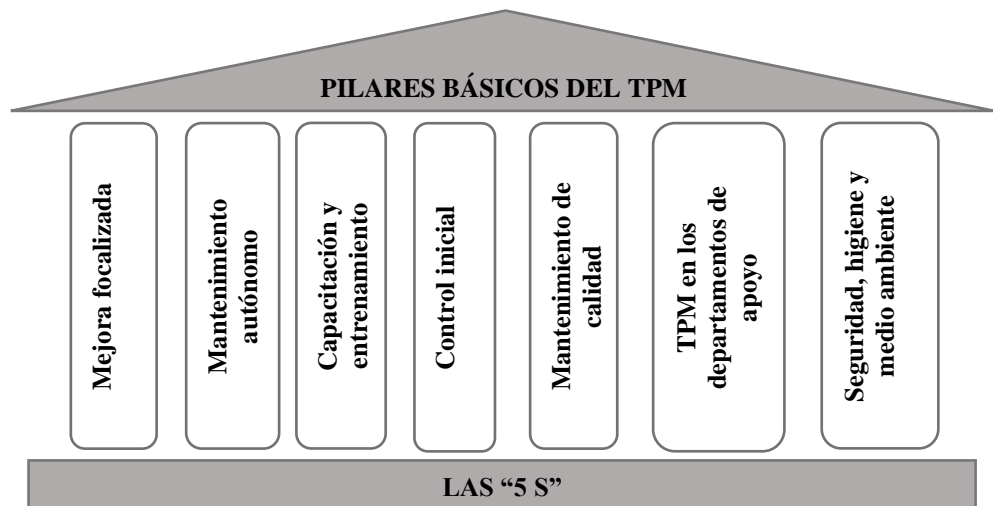 PILARES BÁSICOS DEL TPM
Mejora focalizada
Mantenimiento
autónomo
Capacitación y
entrenamiento
Control inicial
Mantenimiento de
calidad
TPM en los
departamentos de
apoyo
Seguridad, higiene y
medio ambiente
LAS “5 S”